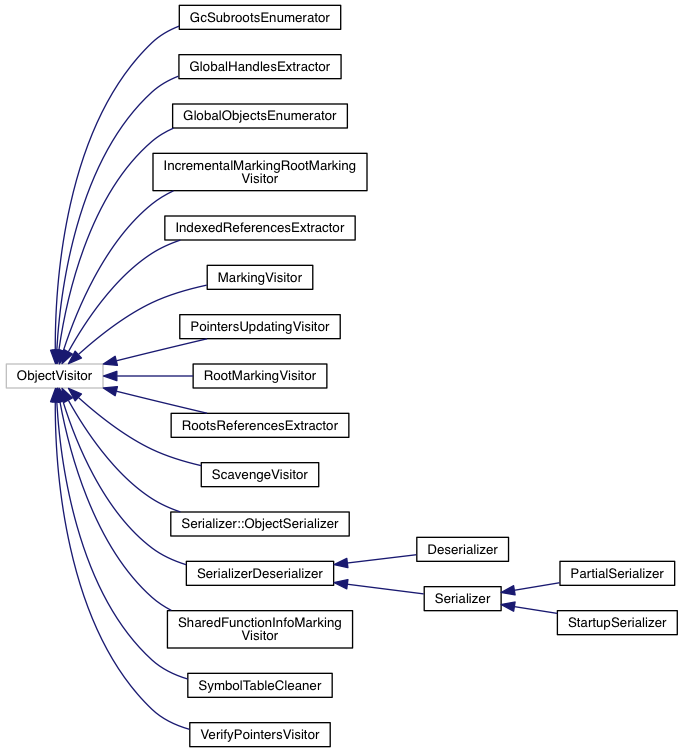 GcSubrootsEnumerator
GlobalHandlesExtractor
GlobalObjectsEnumerator
IncrementalMarkingRootMarking
Visitor
IndexedReferencesExtractor
MarkingVisitor
PointersUpdatingVisitor
ObjectVisitor
RootMarkingVisitor
RootsReferencesExtractor
ScavengeVisitor
Serializer::ObjectSerializer
Deserializer
SerializerDeserializer
PartialSerializer
Serializer
StartupSerializer
SharedFunctionInfoMarking
Visitor
SymbolTableCleaner
VerifyPointersVisitor